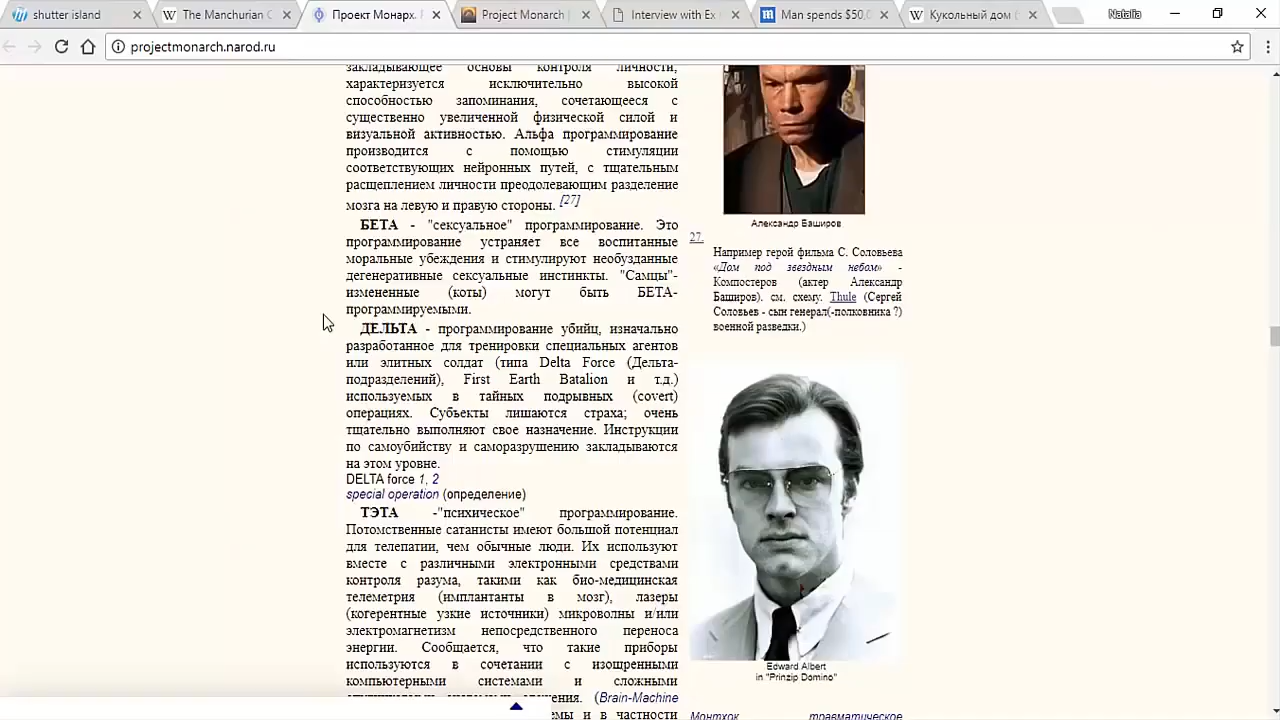 shutter island
The Manchurian C
Проект Монарх. F
Project Monarch |
Interview with Ex
Man spends $50,0
Кукольный дом (
Natalia
projectmonarch.narod.ru
закладывающее основы контроля личности,
характеризуется исключительно высокой
способностью запоминания, сочетающееся с
существенно увеличенной физической силой и
визуальной активностью. Альфа программирование
производится с помощью стимуляции
соответствующих нейронных путей, с тщательным
расщеплением личности преодолевающим разделение
мозга на левую и правую стороны. [27]
БЕТА - "сексуальное" программирование. Это
программирование устраняет все воспитанные
моральные убеждения и стимулируют необузданные
дегенеративные сексуальные инстинкты. "Самцы"-
измененные (коты) могут быть БЕТА-
программируемыми.
ДЕЛЬТА - программирование убийц, изначально
разработанное для тренировки специальных агентов
или элитных солдат (типа Delta Force (Дельта-
подразделений), First Earth Batalion и т.д.)
используемых в тайных подрывных (covert)
операциях. Субъекты лишаются страха; очень
тщательно выполняют свое назначение. Инструкции
по самоубийству и саморазрушению закладываются
на этом уровне.
DELTA force 1, 2
special operation (определение)
ТЭТА -"психическое" программирование.
Потомственные сатанисты имеют большой потенциал
для телепатии, чем обычные люди. Их используют
вместе с различными электронными средствами
контроля разума, такими как био-медицинская
телеметрия (имплантанты в мозг), лазеры
(когерентные узкие источники) микроволны и/или
электромагнетизм непосредственного переноса
энергии. Сообщается, что такие приборы
используются в сочетании с изощренными
компьютерными системами и сложными
(Brain-Machine
и в частности
Александр Баширов
27.
Например герой фильма С. Соловьева
«Дом под звездным небом» -
Компостеров (актер Александр
Баширов). см. схему. Thule (Сергей
Соловьев - сын генерал(-полковника ?)
военной разведки.)
Edward Albert
in "Prinzip Domino"
Монтхок травматическое